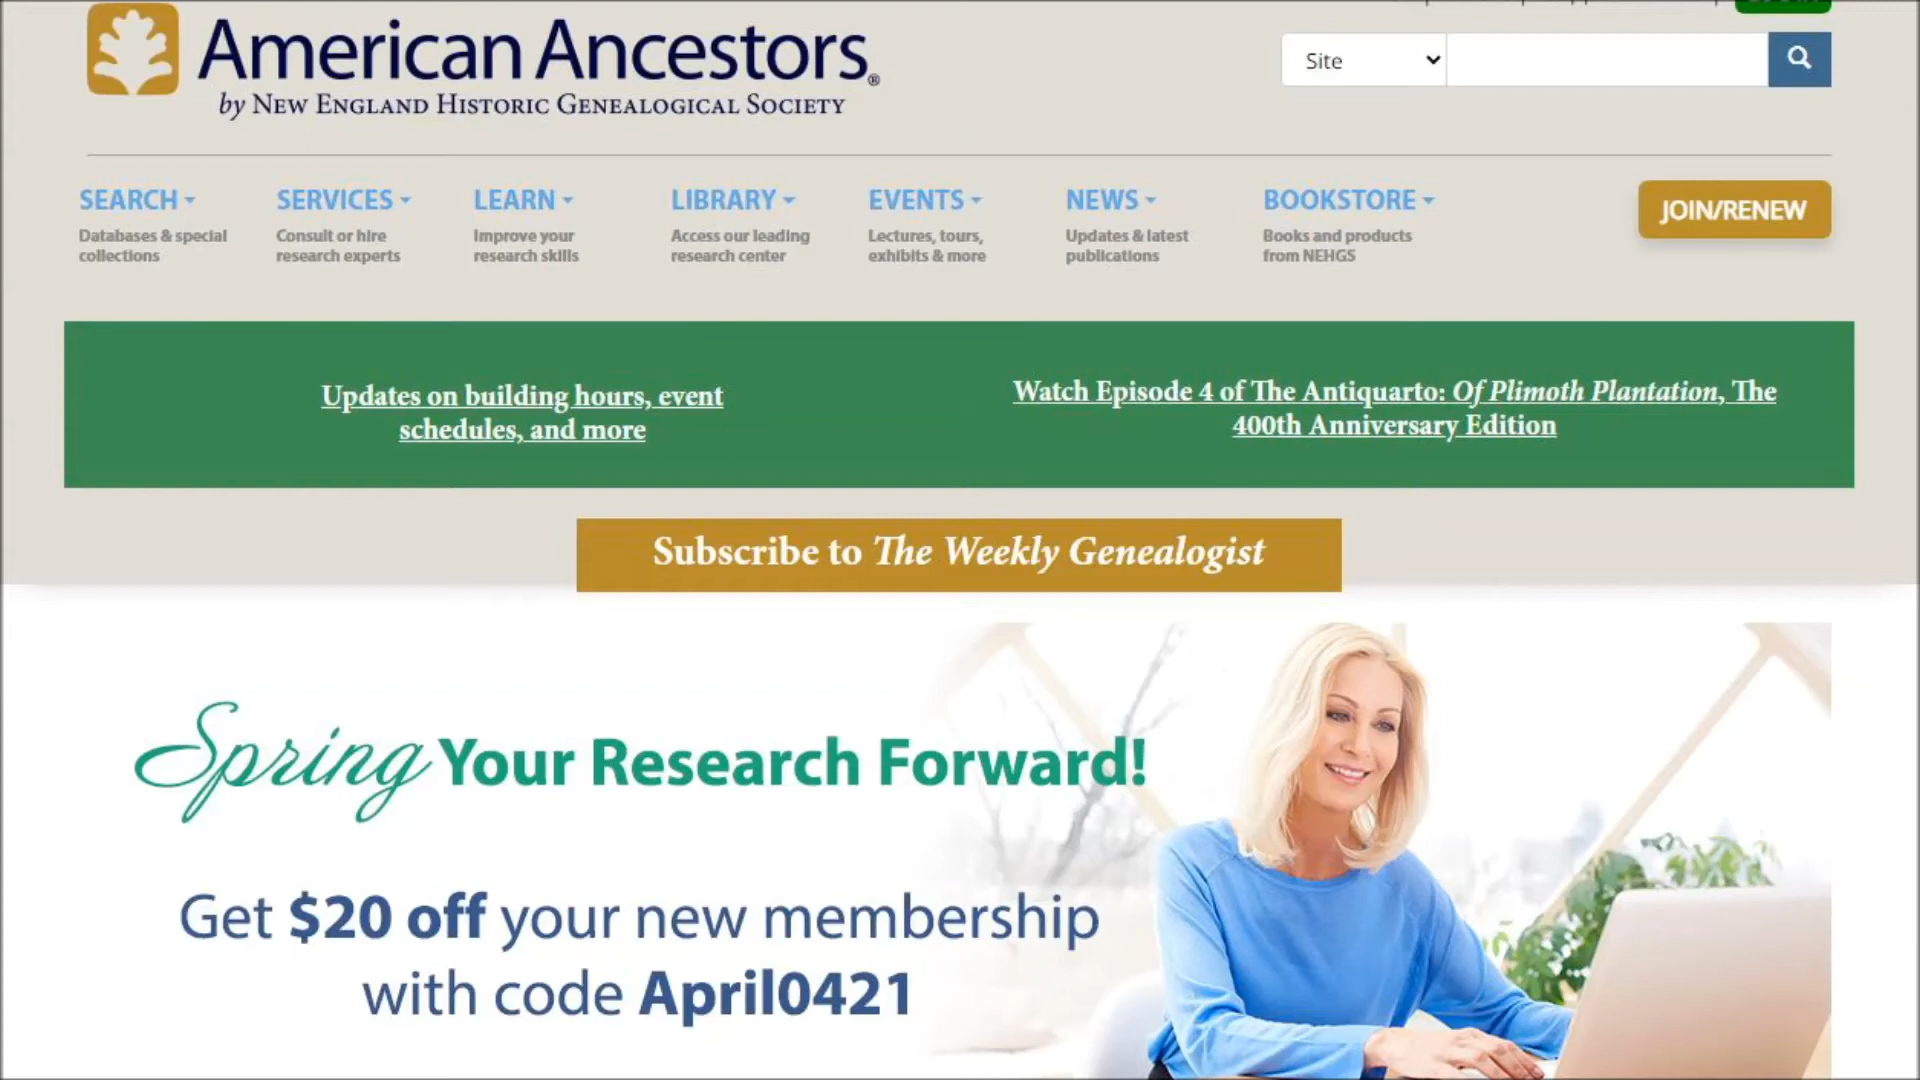 American Ancestors®
by New England Historic Genealogical Society
Site
SEARCH
Databases & special
collections
SERVICES
Consult or hire
research experts
LEARN
Improve your
research skills
LIBRARY
Access our leading
research center
EVENTS
Lectures, tours,
exhibits & more
NEWS
Updates & latest
publications
BOOKSTORE
Books and products
from NEHGS
JOIN/RENEW
Updates on building hours, event
schedules, and more
Watch Episode 4 of The Antiquarto: Of Plimoth Plantation, The
400th Anniversary Edition
Subscribe to The Weekly Genealogist
Spring Your Research Forward!
Get $20 off your new membership
with code April0421